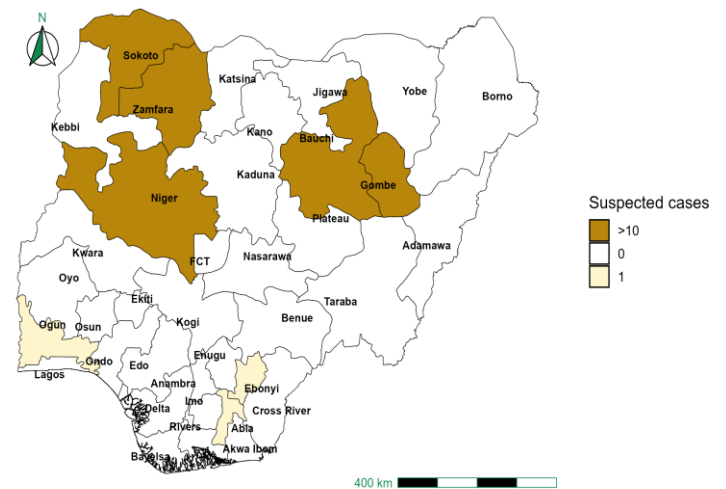 N
Sokoto
Katsina
Jigawa
Yobe
Borno
Zamfara
Kebbi
Kano
Bauchi
Kaduna
Gombe
Niger
Plateau
Adamawa
Kwara
FCT
Nasarawa
Oyo
Ekiti
Taraba
Kogi
Benue
Ogun
Osun
Enugu
Ondo
Edo
Lagos
Anambra
Ebonyi
Imo
Delta
Cross River
Rivers
Abia
Bayelsa
Akwa Ibom
Suspected cases
>10
0
1
400 km